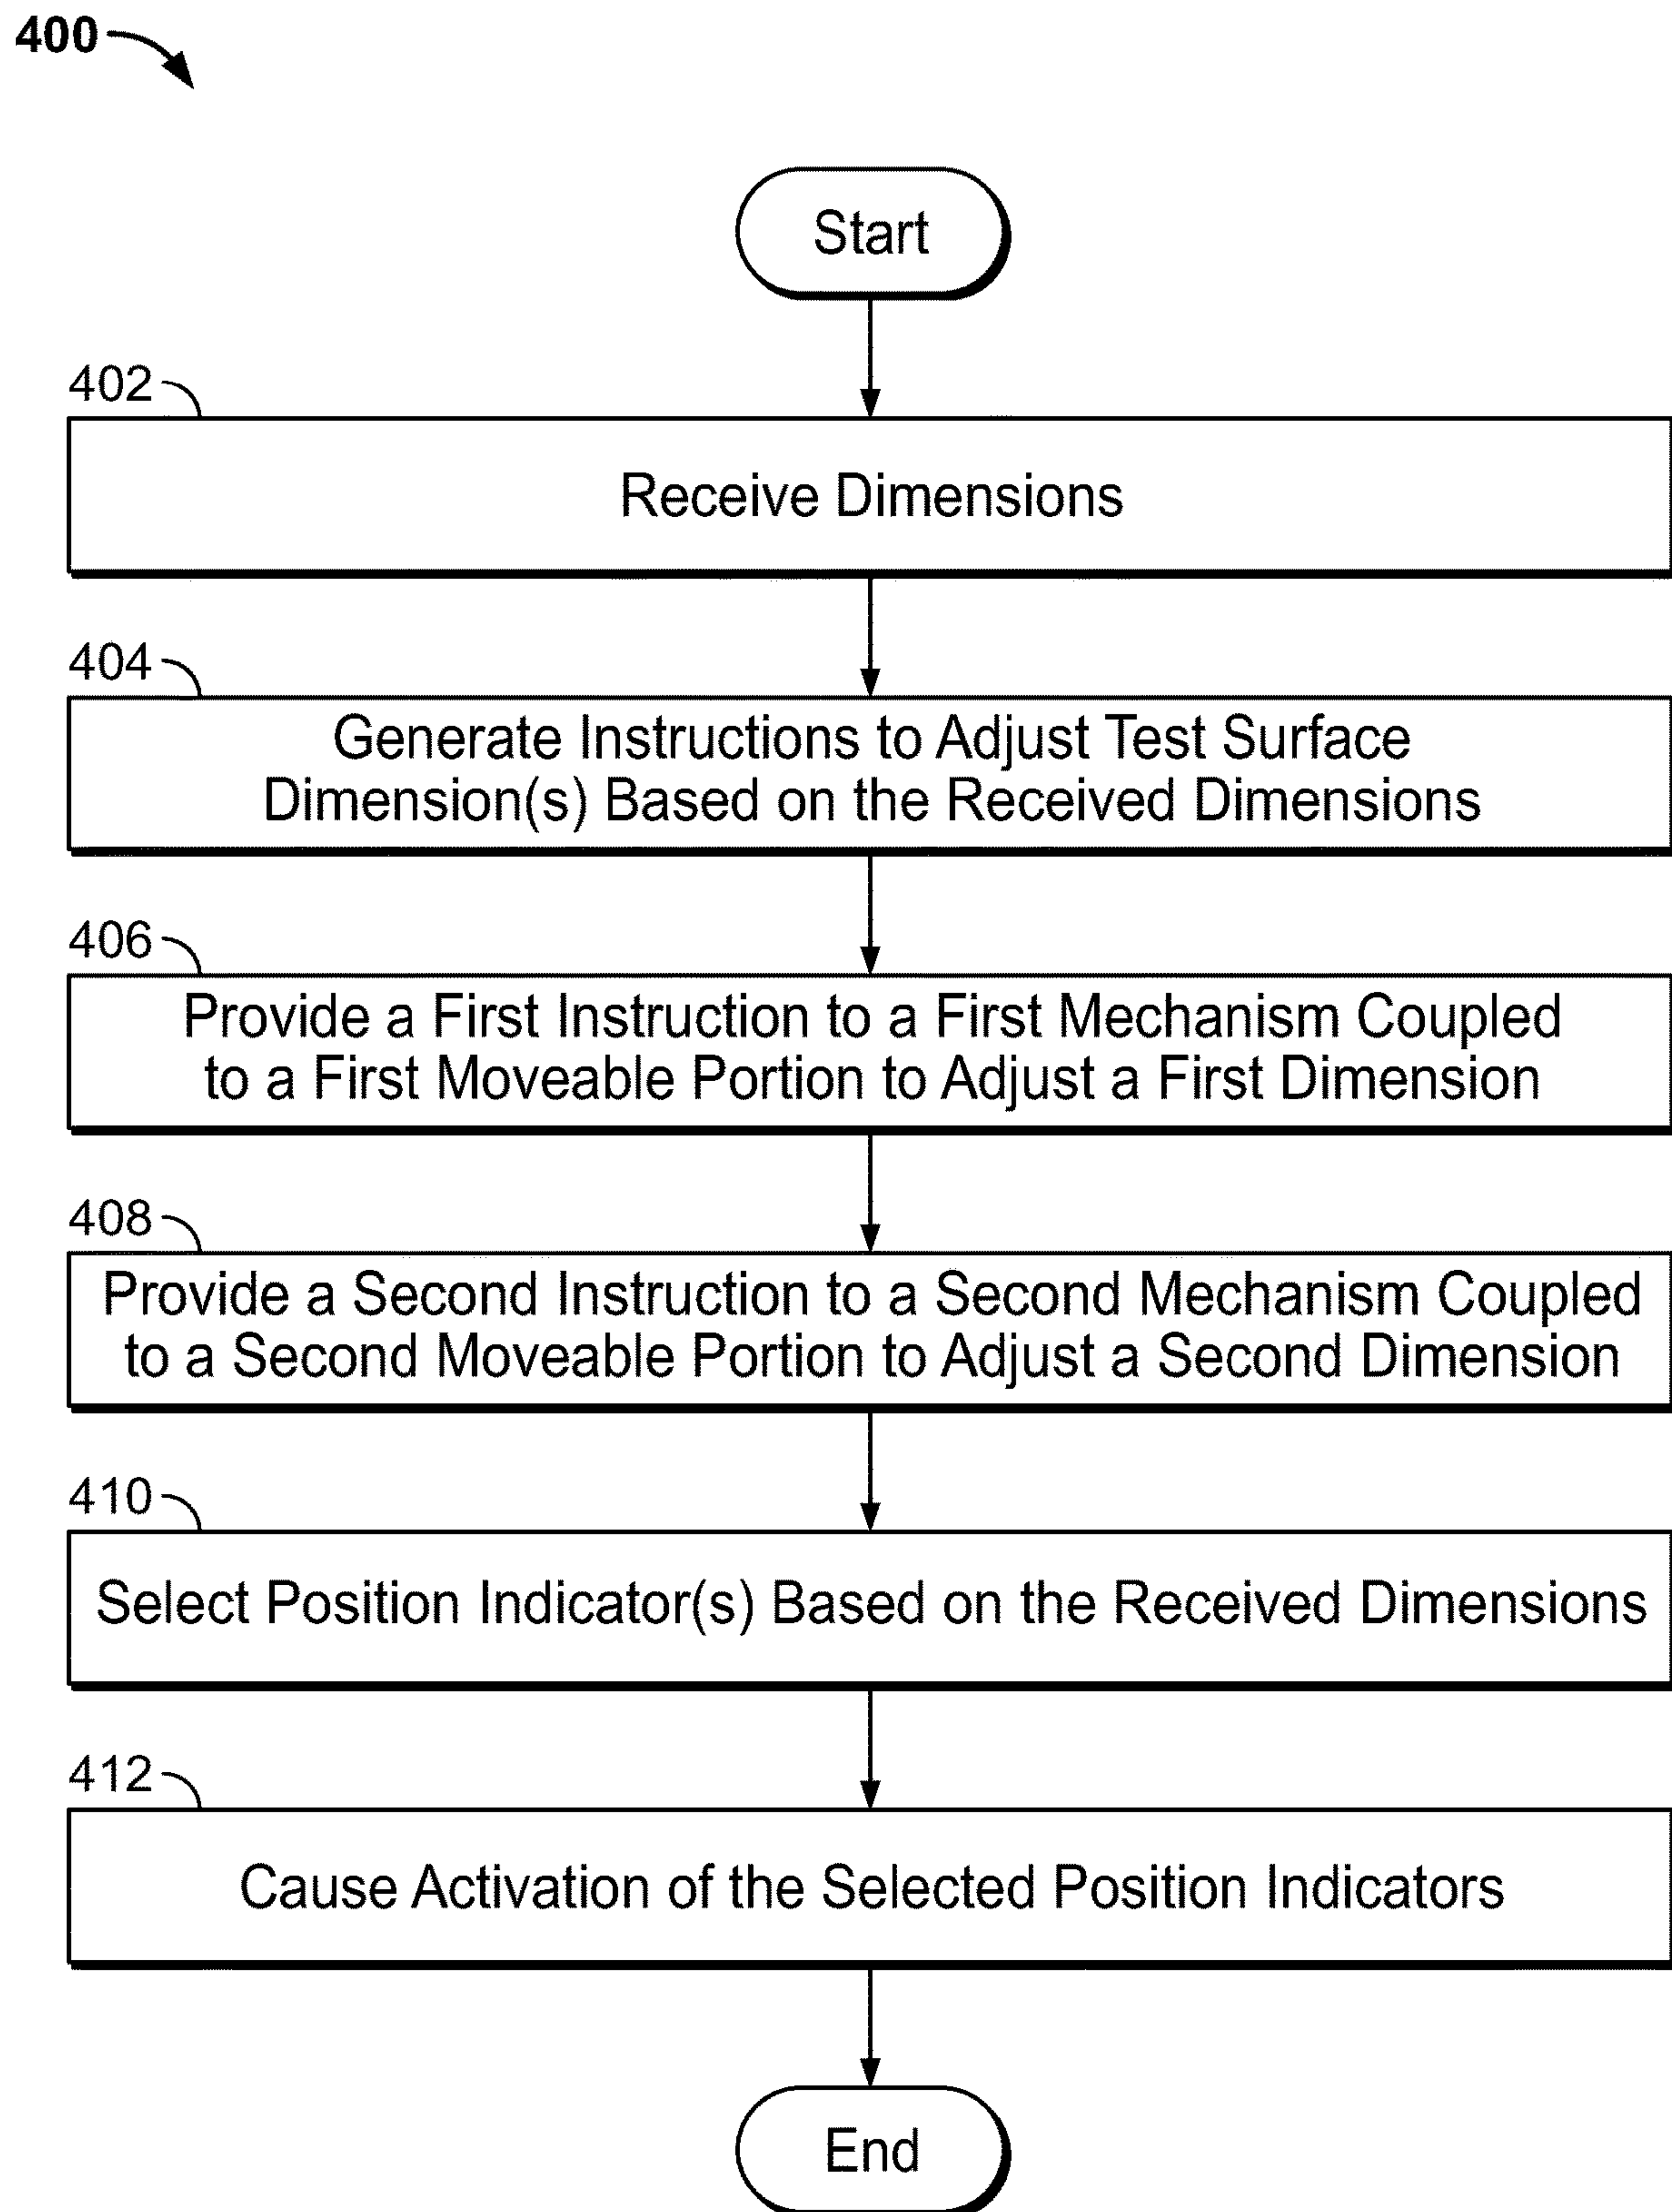 400
Start
402
Receive Dimensions
404
Generate Instructions to Adjust Test Surface
Dimension(s) Based on the Received Dimensions
406
Provide a First Instruction to a First Mechanism Coupled
to a First Moveable Portion to Adjust a First Dimension
408
Provide a Second Instruction to a Second Mechanism Coupled
to a Second Moveable Portion to Adjust a Second Dimension
410
Select Position Indicator(s) Based on the Received Dimensions
412
Cause Activation of the Selected Position Indicators
End